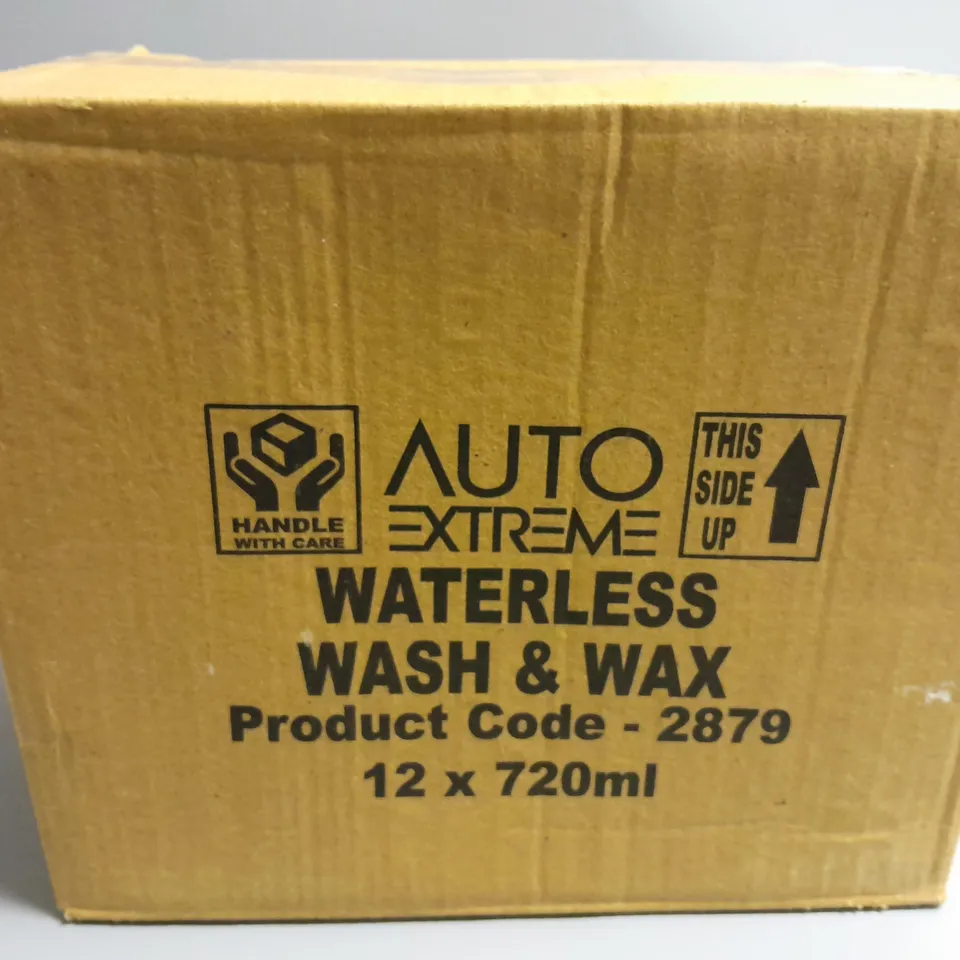 HANDLE
WITH CARE
AUTO
EXTREME
THIS
SIDE
UP
WATERLESS
WASH & WAX
Product Code - 2879
12 x 720ml